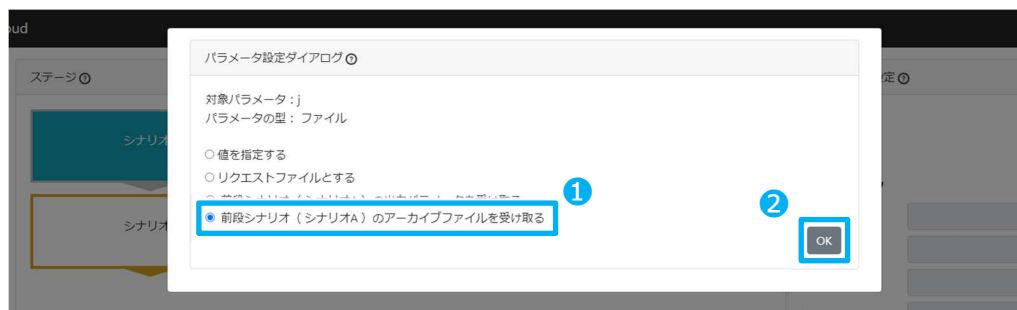 oud
パラメータ設定ダイアログ
ステージ
定
対象パラメータ：j
パラメータの型： ファイル
シナリオ
値を指定する
リクエストファイルとする
1
前段シナリオ（ シナリオA ）のアーカイブファイルを受け取る
シナリオ
2
OK